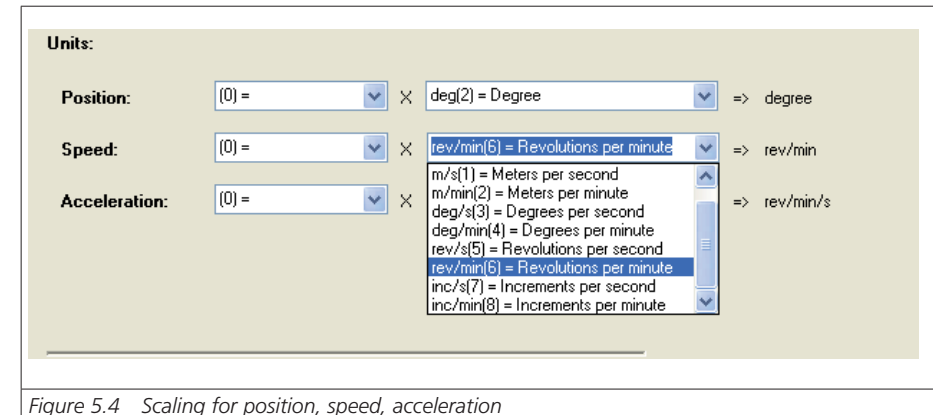 Units:
Position: (0) = X deg(2) = Degree => degree
Speed: (0) = X rev/min(6) = Revolutions per minute => rev/min
m/s(1) = Meters per second
m/min(2) = Meters per minute
Acceleration: (0) = X => rev/min/s
deg/s(3) = Degrees per second
deg/min(4) = Degrees per minute
rev/s(5) = Revolutions per second
rev/min(6) = Revolutions per minute
inc/s(7) = Increments per second
inc/min(8) = Increments per minute
Figure 5.4 Scaling for position, speed, acceleration